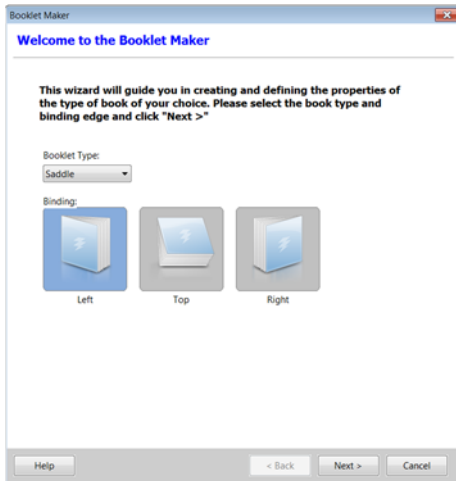 Booklet Maker
Welcome to the Booklet Maker
This wizard will guide you in creating and defining the properties of
the type of book of your choice. Please select the book type and
binding edge and click "Next >"
Booklet Type:
Saddle
Binding:
Left Top Right
Help < Back Next > Cancel